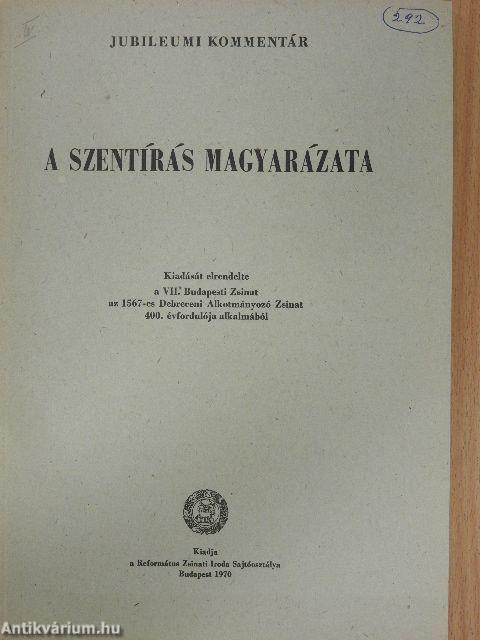 IV
292
JUBILEUMI KOMMENTÁR
A SZENTÍRÁS MAGYARÁZATA
Kiadását elrendelte
a VII. Budapesti Zsinat
az 1567-es Debreceni Alkotmányozó Zsinat
400. évfordulója alkalmából
Kiadja
a Református Zsinati Iroda Sajtóosztálya
Budapest 1970
Antikvárium.hu